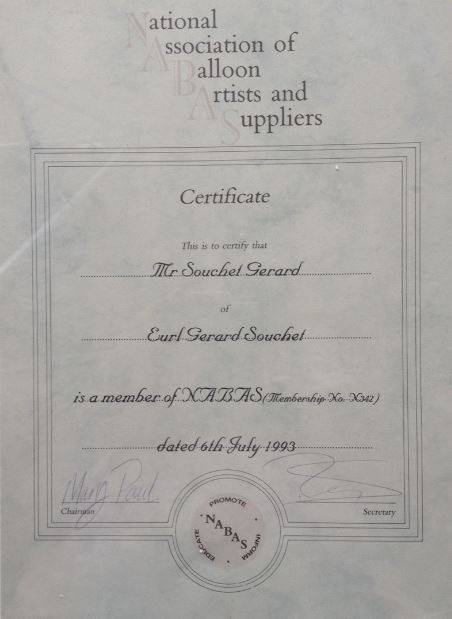 National
Association of
Balloon
Artists and
Suppliers
Certificate
This is to certify that
Mr Souchet Gerard
of
Eurl Gerard Souchet
is a member of NABAS (Membership No. N342)
dated 6th July 1993
Chairman
Secretary
PROMOTE
INFORM
EDUCATE
NABAS